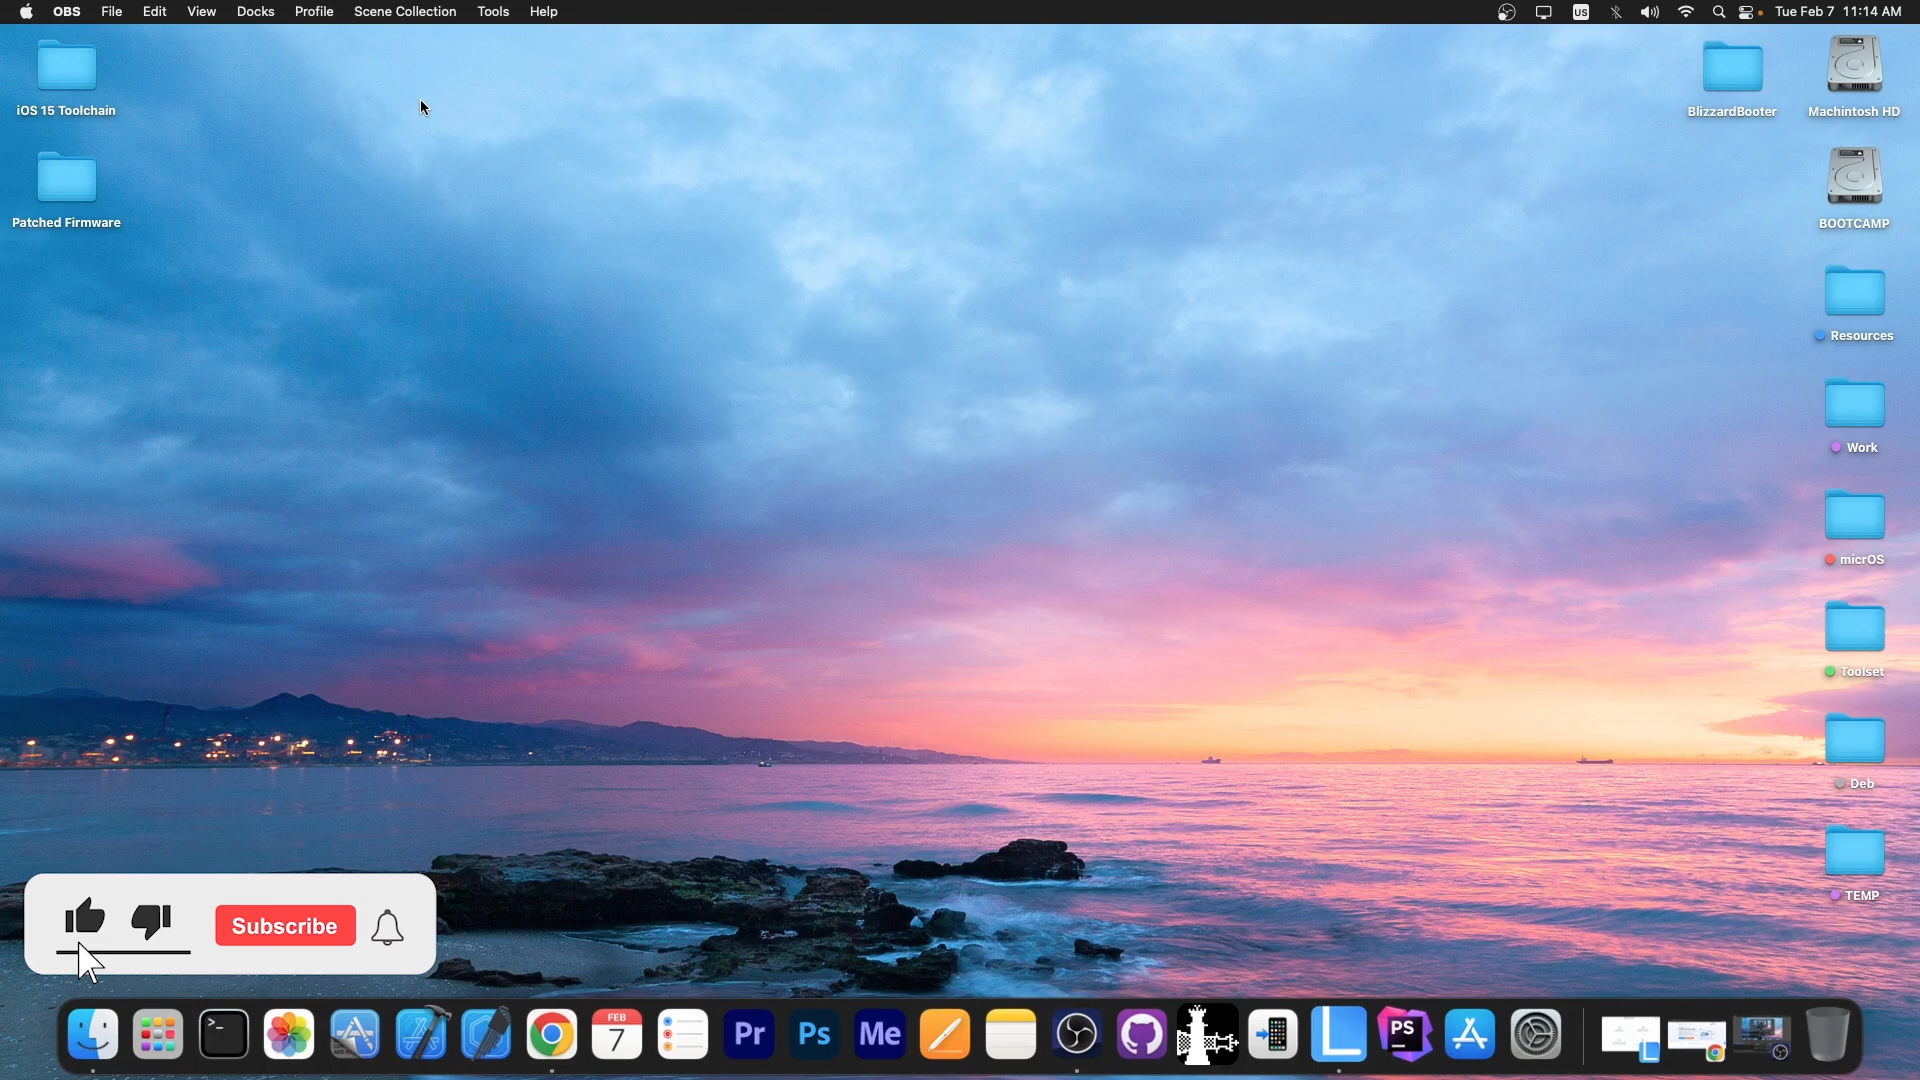 OBS File Edit View Docks Profile Scene Collection Tools Help
US
Tue Feb 7 11:14 AM
iOS 15 Toolchain
Patched Firmware
BlizzardBooter
Machintosh HD
BOOTCAMP
Resources
Work
micrOS
Toolset
Deb
TEMP
Subscribe
>_
FEB
7
Pr
Ps
Me
L
PS